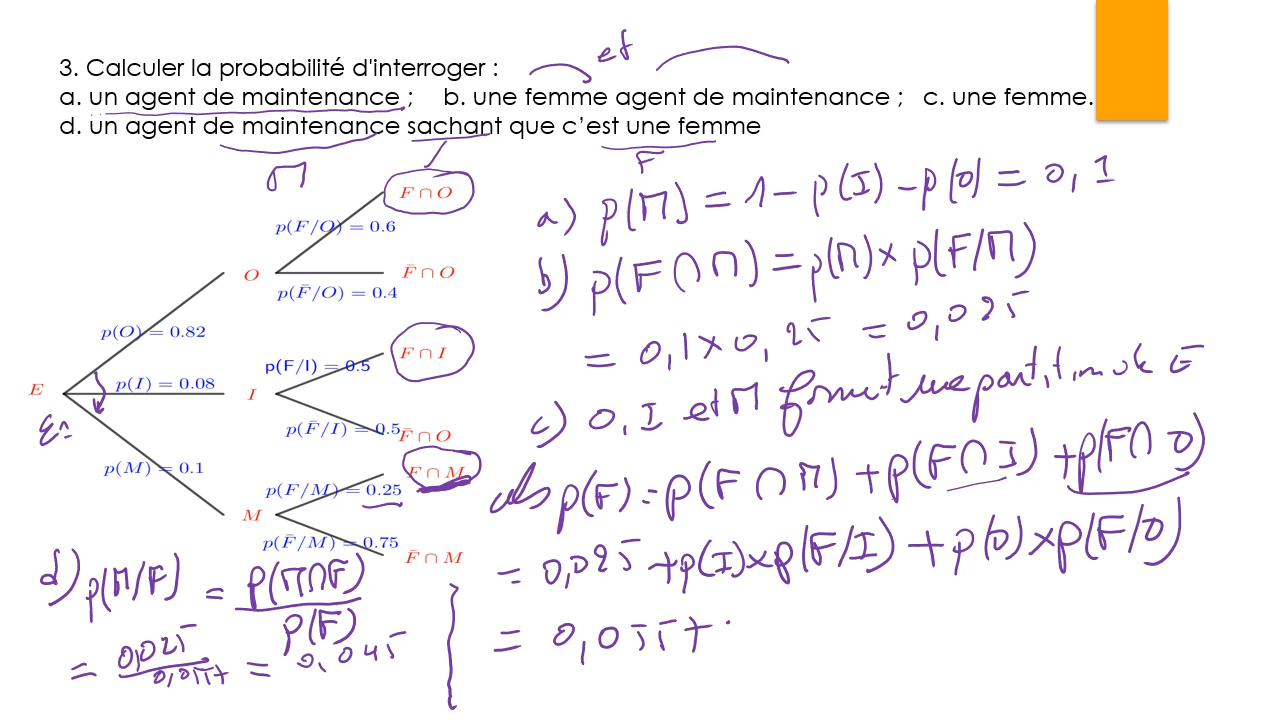 3. Calculer la probabilité d'interroger :
et
a. un agent de maintenance ; b. une femme agent de maintenance ; c. une femme.
d. un agent de maintenance sachant que c’est une femme
M / F
a) p(M) = 1 - p(I) - p(O) = 0,1
F ∩ O
p(F/O) = 0.6
b) p(F ∩ M) = p(M) × p(F/M)
O
F̄ ∩ O
p(F̄/O) = 0.4
= 0,1 × 0,25 = 0,025
p(O) = 0.82
F ∩ I
p(F/I) = 0.5
p(I) = 0.08
E
I
c) O, I et M forment une partition de E
p(F̄/I) = 0.5
F̄ ∩ O
E:
p(M) = 0.1
F ∩ M
p(F/M) = 0.25
alors p(F) = p(F ∩ M) + p(F ∩ I) + p(F ∩ O)
M
p(F̄/M) = 0.75
F̄ ∩ M
= 0,025 + p(I) × p(F/I) + p(O) × p(F/O)
= 0,0557
d) p(M/F) = p(M∩F) / p(F)
= 0,025 / 0,0557 = 0,045